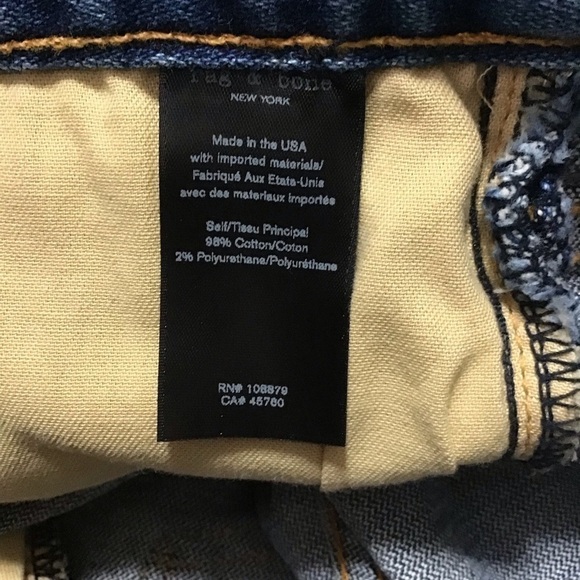 rag & bone
NEW YORK
Made in the USA
with imported materials/
Fabriqué Aux Etats-Unis
avec des materiaux importés
Self/Tissu Principal
98% Cotton/Coton
2% Polyurethane/Polyuréthane
RN# 108879
CA# 45760